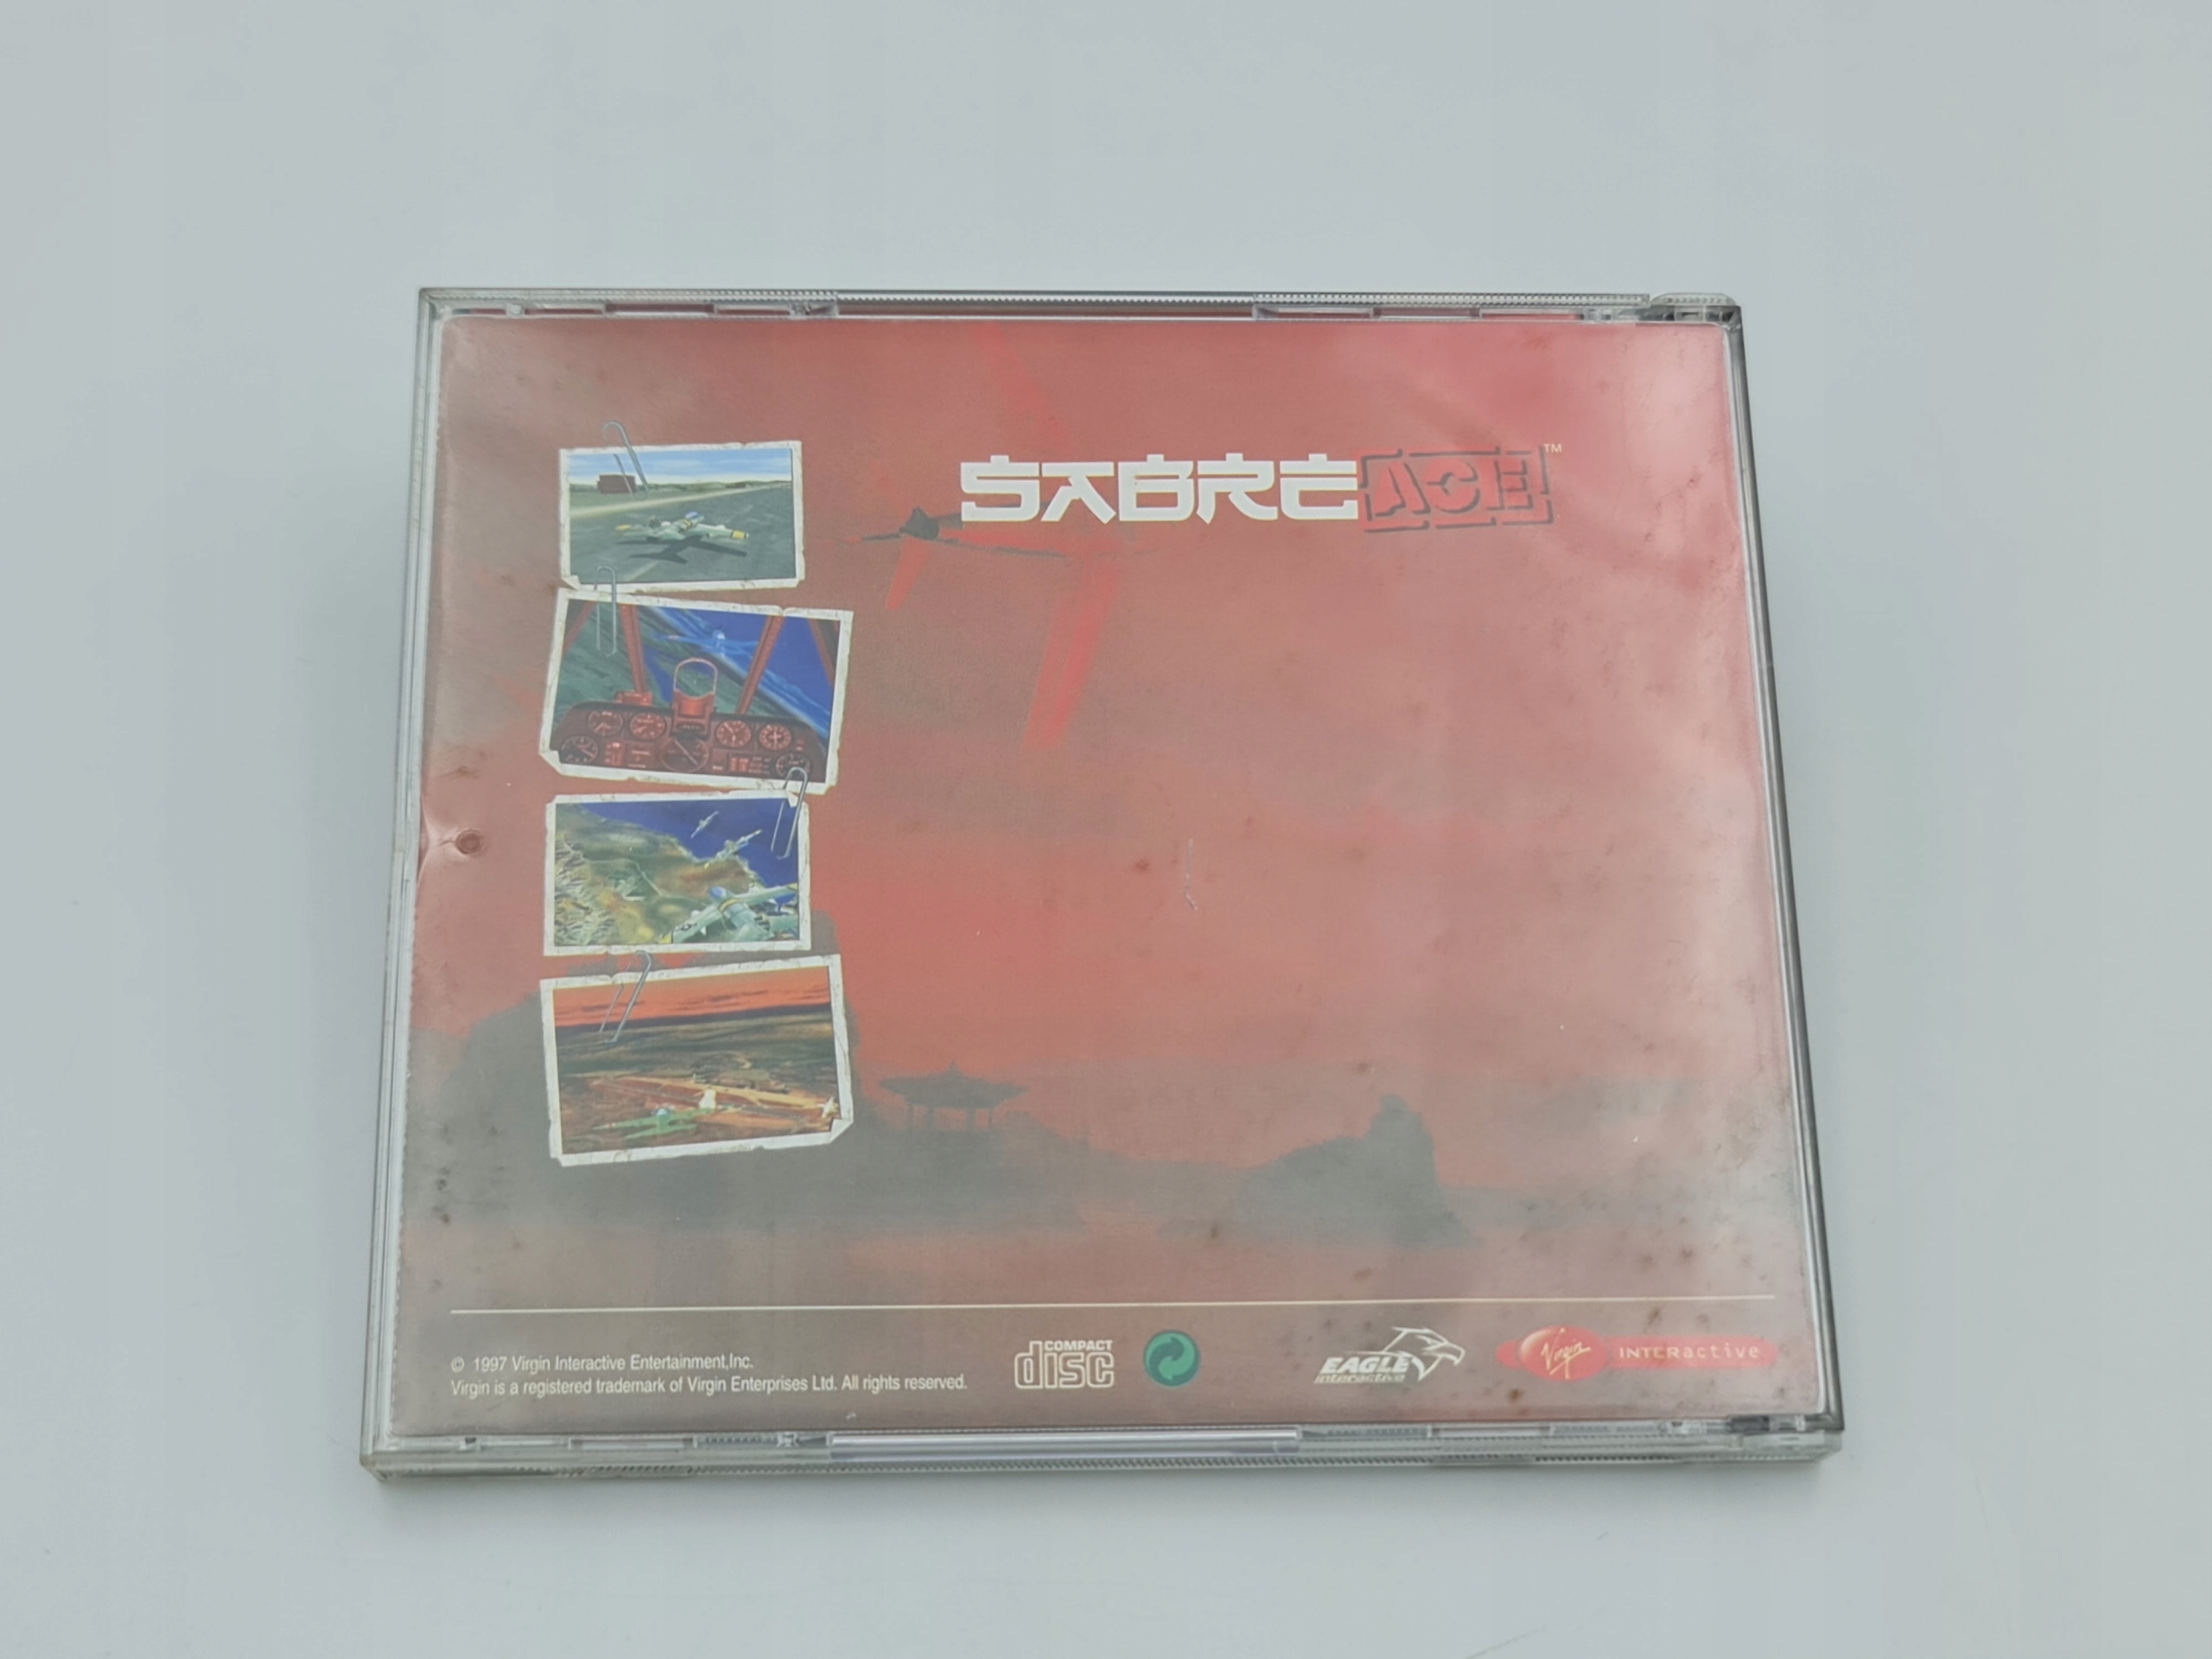 SABRE ACE™
© 1997 Virgin Interactive Entertainment,Inc.
Virgin is a registered trademark of Virgin Enterprises Ltd. All rights reserved.
COMPACT
disc
EAGLE
interactive
Virgin INTERactive